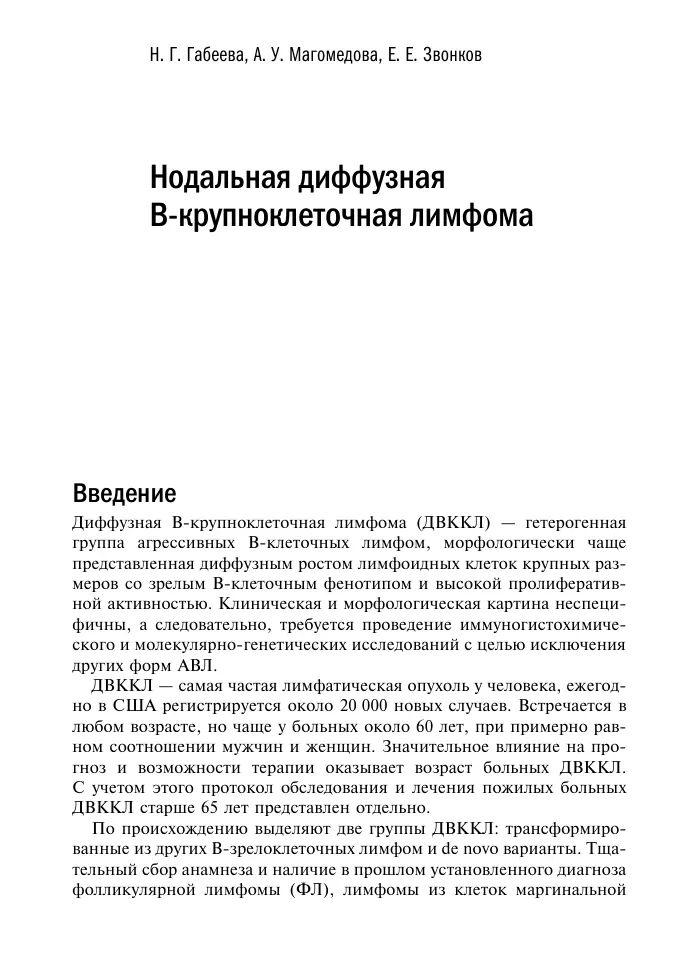 Н. Г. Габеева, А. У. Магомедова, Е. Е. Звонков
Нодальная диффузная
В-крупноклеточная лимфома
Введение
Диффузная В-крупноклеточная лимфома (ДВККЛ) — гетерогенная
группа агрессивных В-клеточных лимфом, морфологически чаще
представленная диффузным ростом лимфоидных клеток крупных раз-
меров со зрелым В-клеточным фенотипом и высокой пролифератив-
ной активностью. Клиническая и морфологическая картина неспеци-
фичны, а следовательно, требуется проведение иммуногистохимиче-
ского и молекулярно-генетических исследований с целью исключения
других форм АВЛ.
ДВККЛ — самая частая лимфатическая опухоль у человека, ежегод-
но в США регистрируется около 20 000 новых случаев. Встречается в
любом возрасте, но чаще у больных около 60 лет, при примерно рав-
ном соотношении мужчин и женщин. Значительное влияние на про-
гноз и возможности терапии оказывает возраст больных ДВККЛ.
С учетом этого протокол обследования и лечения пожилых больных
ДВККЛ старше 65 лет представлен отдельно.
По происхождению выделяют две группы ДВККЛ: трансформиро-
ванные из других В-зрелоклеточных лимфом и de novo варианты. Тща-
тельный сбор анамнеза и наличие в прошлом установленного диагноза
фолликулярной лимфомы (ФЛ), лимфомы из клеток маргинальной